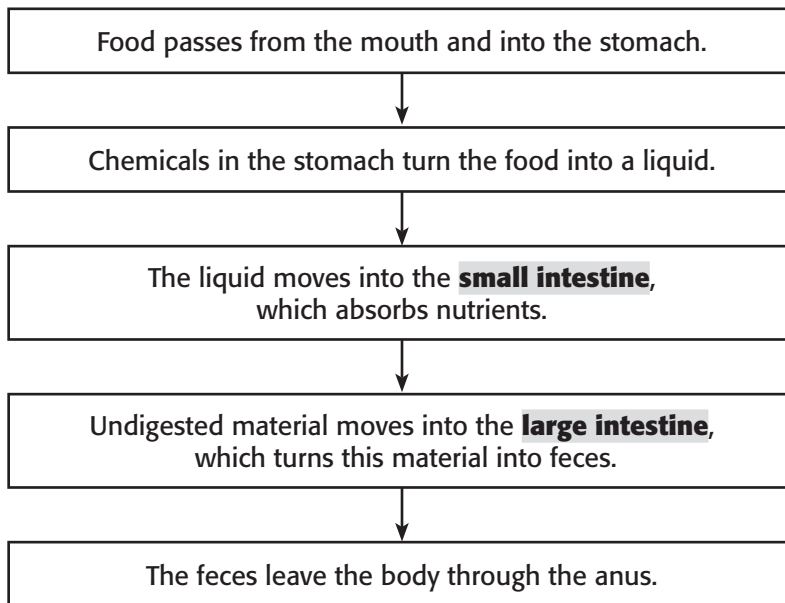 Food passes from the mouth and into the stomach.
Chemicals in the stomach turn the food into a liquid.
The liquid moves into the small intestine,
which absorbs nutrients.
Undigested material moves into the large intestine,
which turns this material into feces.
The feces leave the body through the anus.